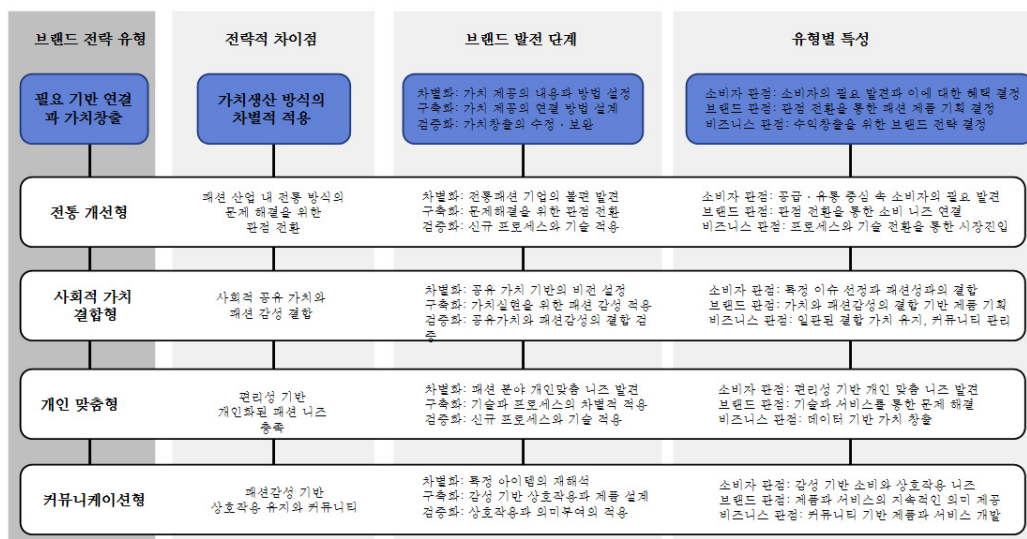 브랜드 전략 유형
전략적 차이점
브랜드 발전 단계
유형별 특성
필요 기반 연결
과 가치창출
가치생산 방식의
차별적 적용
차별화: 가치 제공의 내용과 방법 설정
구축화: 가치 제공의 연결 방법 설계
검증화: 가치창출의 수정·보완
소비자 관점: 소비자의 필요 발견과 이에 대한 혜택 결정
브랜드 관점: 관점 전환을 통한 패션 제품 기획 결정
비즈니스 관점: 수익창출을 위한 브랜드 전략 결정
전통 개선형
패션 산업 내 전통 방식의
문제 해결을 위한
관점 전환
차별화: 전통패션 기업의 불편 발견
구축화: 문제해결을 위한 관점 전환
검증화: 신규 프로세스와 기술 적용
소비자 관점: 공급·유통 중심 속 소비자의 필요 발견
브랜드 관점: 관점 전환을 통한 소비 니즈 연결
비즈니스 관점: 프로세스와 기술 전환을 통한 시장진입
사회적 가치
결합형
사회적 공유 가치와
패션 감성 결합
차별화: 공유 가치 기반의 비전 설정
구축화: 가치실현을 위한 패션 감성 적용
검증화: 공유가치와 패션감성의 결합 검
증
소비자 관점: 특정 이슈 선정과 패션성과의 결합
브랜드 관점: 가치와 패션감성의 결합 기반 제품 기획
비즈니스 관점: 일관된 결합 가치 유지, 커뮤니티 관리
개인 맞춤형
편리성 기반
개인화된 패션 니즈
충족
차별화: 패션 분야 개인맞춤 니즈 발견
구축화: 기술과 프로세스의 차별적 적용
검증화: 신규 프로세스와 기술 적용
소비자 관점: 편리성 기반 개인 맞춤 니즈 발견
브랜드 관점: 기술과 서비스를 통한 문제 해결
비즈니스 관점: 데이터 기반 가치 창출
커뮤니케이션형
패션감성 기반
상호작용 유지와 커뮤니티
차별화: 특정 아이템의 재해석
구축화: 감성 기반 상호작용과 제품 설계
검증화: 상호작용과 의미부여의 적용
소비자 관점: 감성 기반 소비와 상호작용 니즈
브랜드 관점: 제품과 서비스의 지속적인 의미 제공
비즈니스 관점: 커뮤니티 기반 제품과 서비스 개발